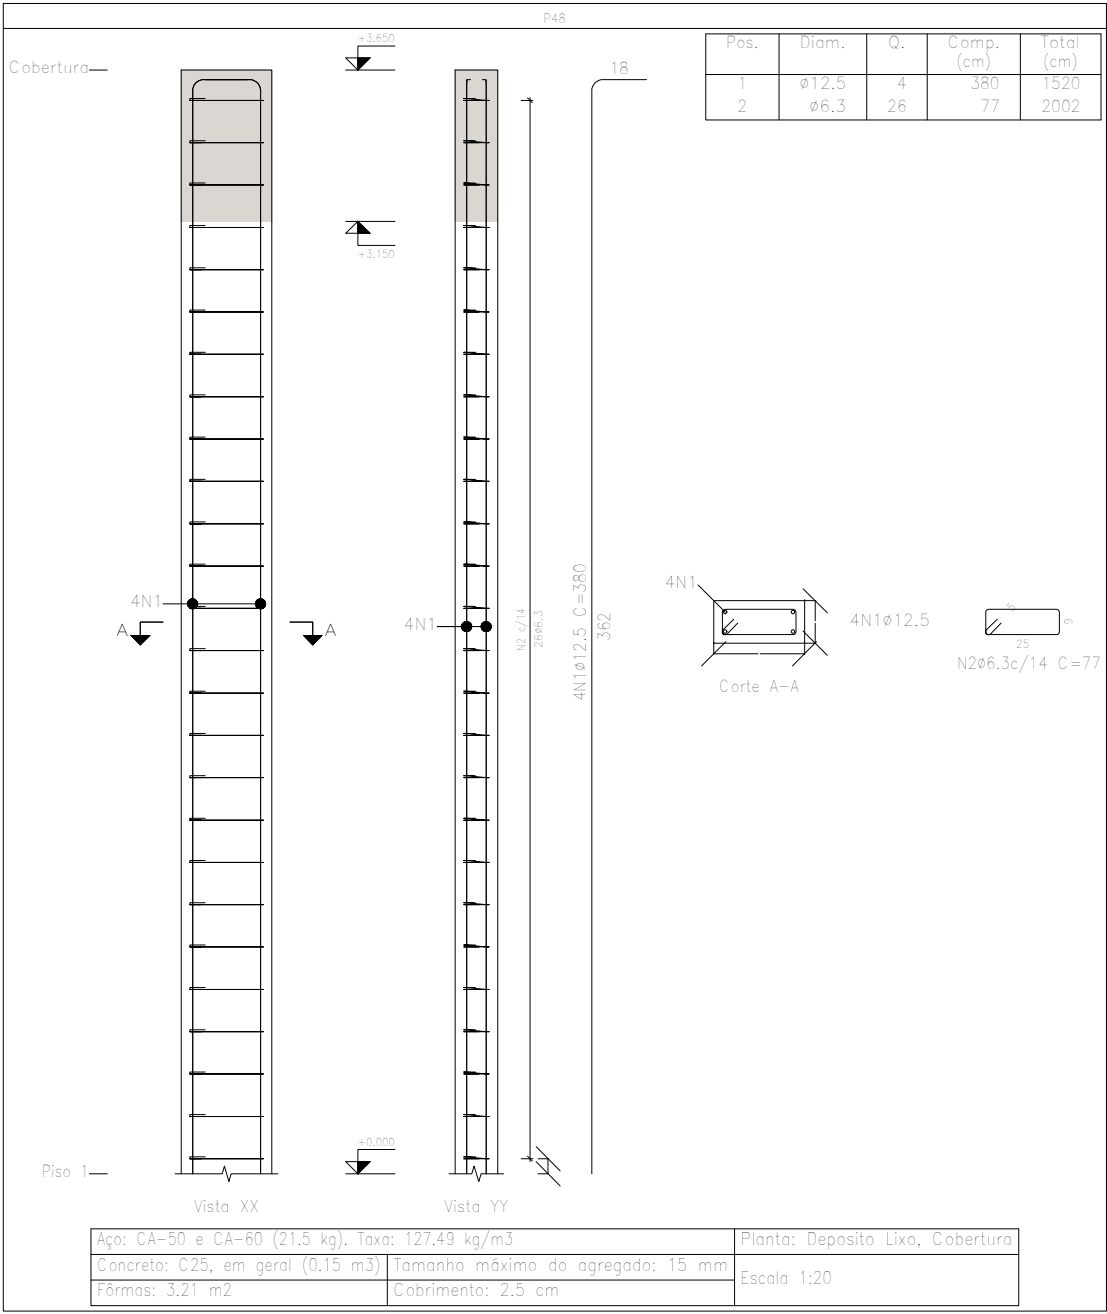 P48
Cobertura
+3.650
18
Pos. Diam. Q. Comp. (cm) Total (cm)
1 ø12.5 4 380 1520
2 ø6.3 26 77 2002
+3.150
4N1
A A
4N1
N2 c/14
26ø6.3
4N1ø12.5 C=380
362
4N1
4N1ø12.5
Corte A-A
9
25
N2ø6.3c/14 C=77
Piso 1
+0.000
Vista XX
Vista YY
Aço: CA-50 e CA-60 (21.5 kg). Taxa: 127.49 kg/m3
Planta: Deposito Lixo, Cobertura
Concreto: C25, em geral (0.15 m3)
Tamanho máximo do agregado: 15 mm
Escala 1:20
Fôrmas: 3.21 m2
Cobrimento: 2.5 cm